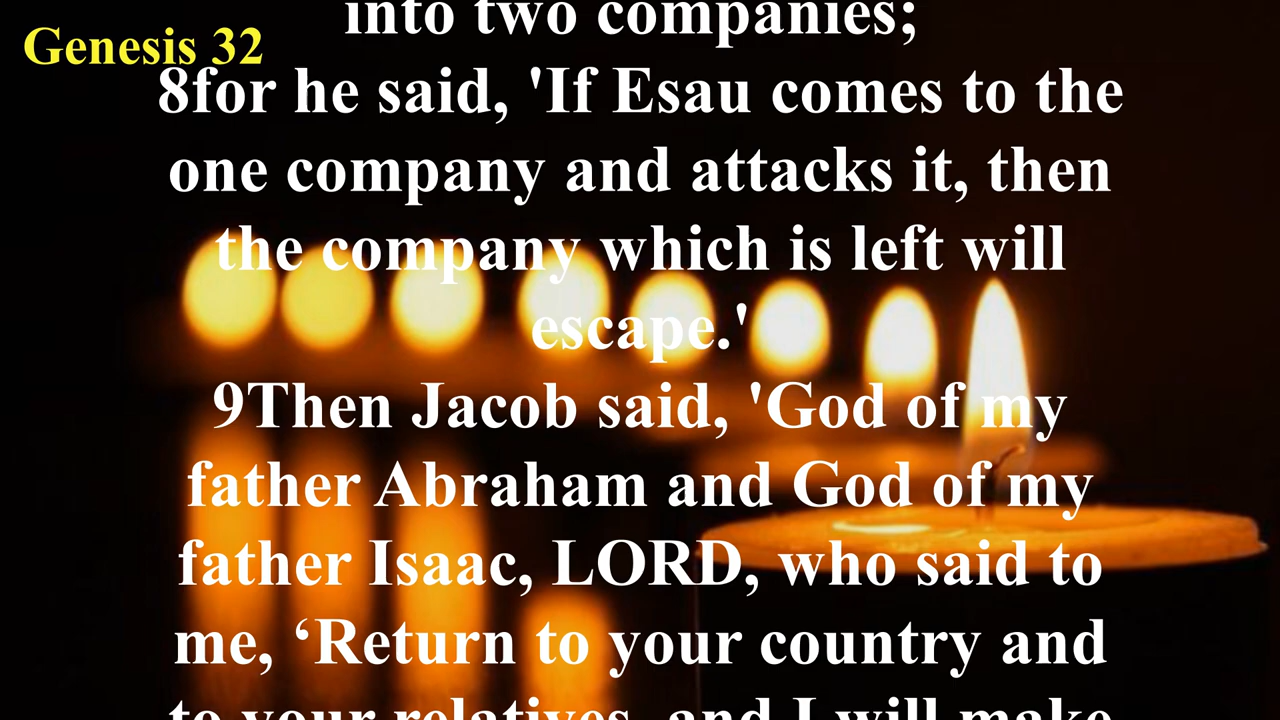 Genesis 32
into two companies;
8for he said, 'If Esau comes to the
one company and attacks it, then
the company which is left will
escape.'
9Then Jacob said, 'God of my
father Abraham and God of my
father Isaac, LORD, who said to
me, ‘Return to your country and
to your relatives, and I will make